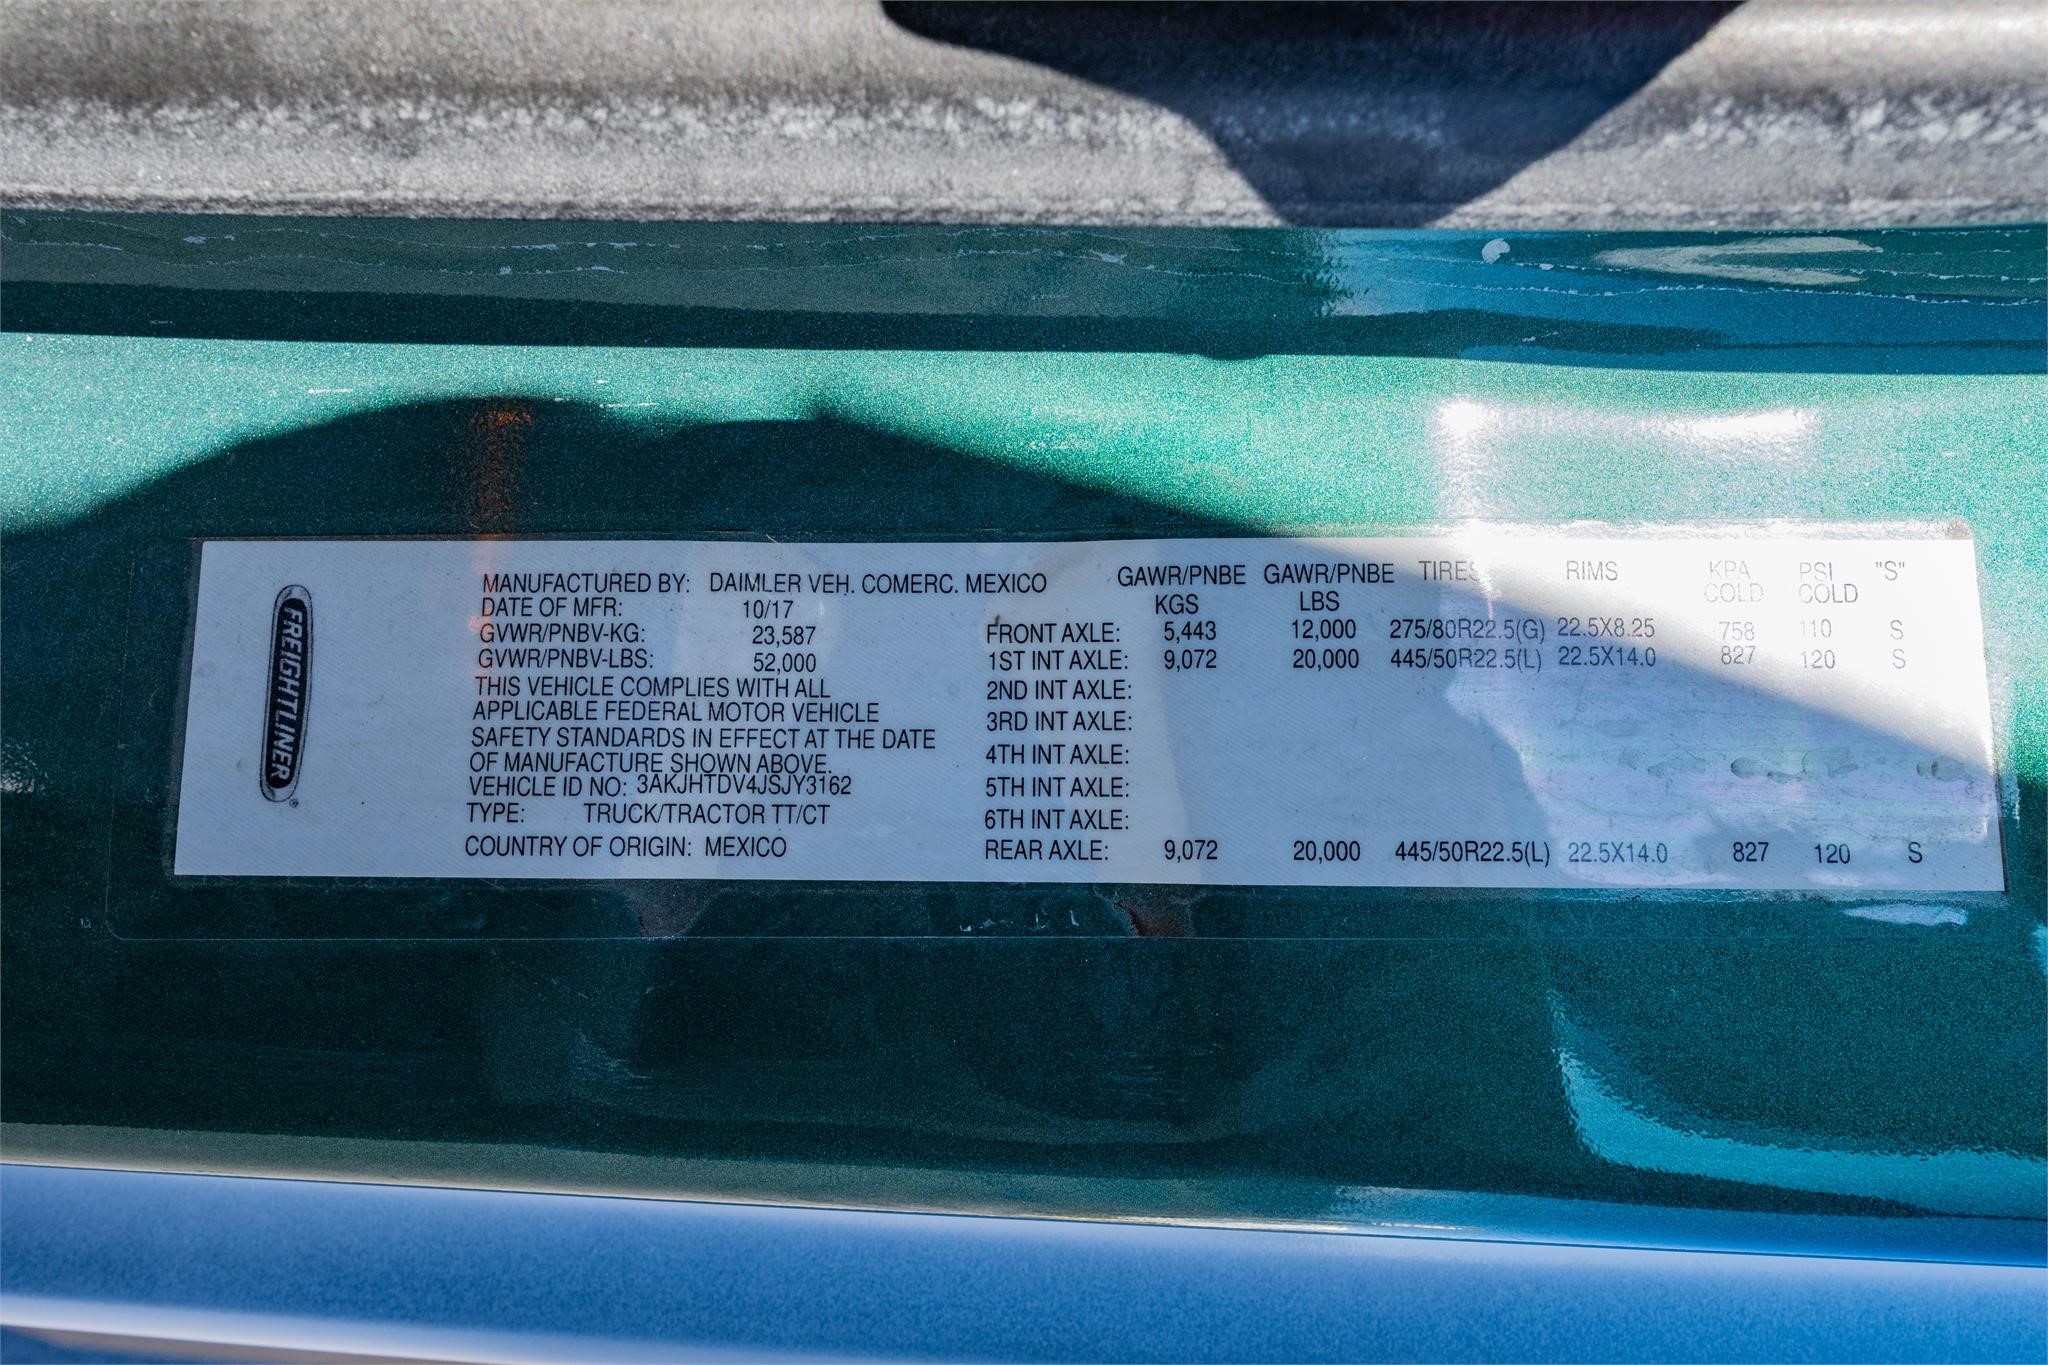 FREIGHTLINER
®
MANUFACTURED BY: DAIMLER VEH. COMERC. MEXICO
DATE OF MFR: 10/17
GVWR/PNBV-KG: 23,587
GVWR/PNBV-LBS: 52,000
THIS VEHICLE COMPLIES WITH ALL
APPLICABLE FEDERAL MOTOR VEHICLE
SAFETY STANDARDS IN EFFECT AT THE DATE
OF MANUFACTURE SHOWN ABOVE.
VEHICLE ID NO: 3AKJHTDV4JSJY3162
TYPE: TRUCK/TRACTOR TT/CT
COUNTRY OF ORIGIN: MEXICO
GAWR/PNBE GAWR/PNBE TIRES RIMS KPA PSI "S"
KGS LBS COLD COLD
FRONT AXLE: 5,443 12,000 275/80R22.5(G) 22.5X8.25 758 110 S
1ST INT AXLE: 9,072 20,000 445/50R22.5(L) 22.5X14.0 827 120 S
2ND INT AXLE:
3RD INT AXLE:
4TH INT AXLE:
5TH INT AXLE:
6TH INT AXLE:
REAR AXLE: 9,072 20,000 445/50R22.5(L) 22.5X14.0 827 120 S